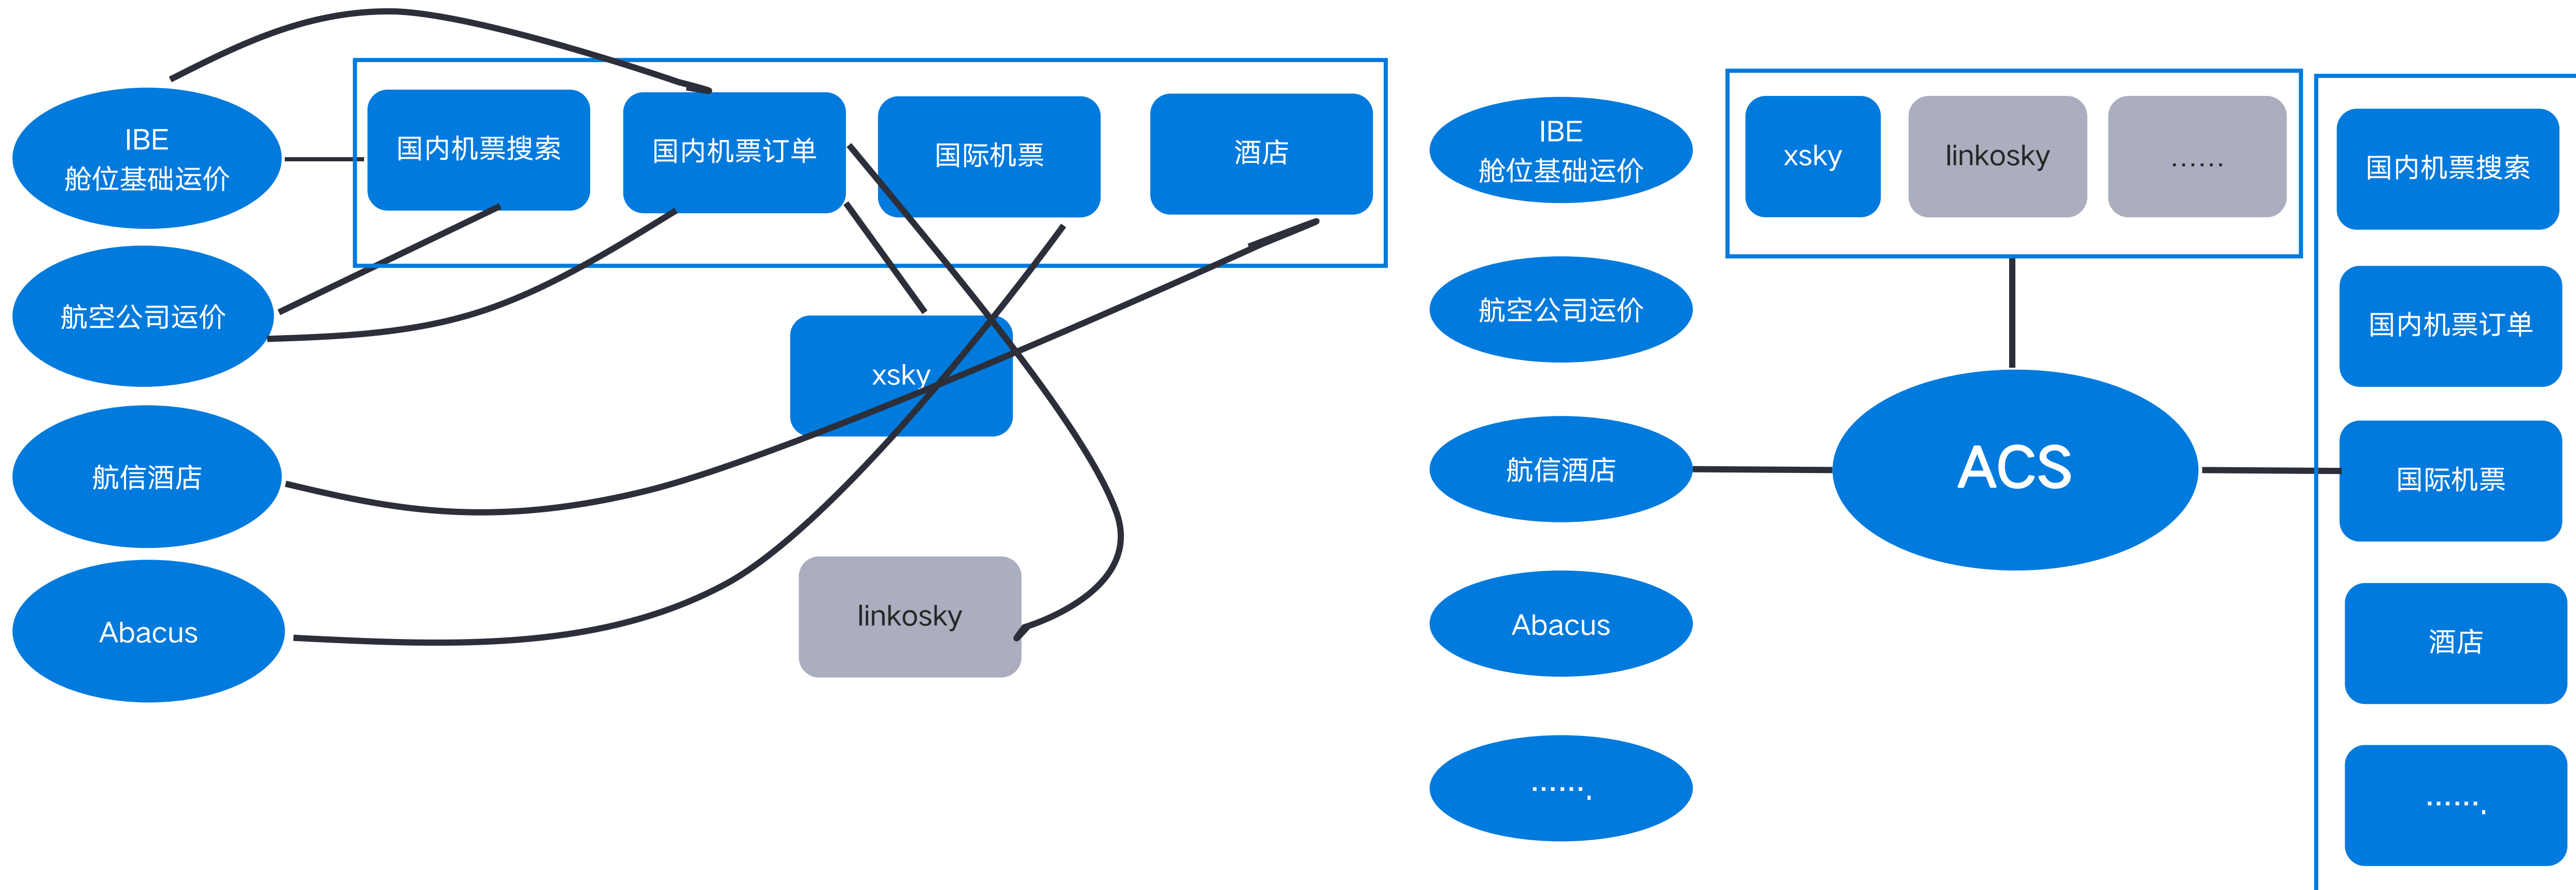 IBE
舱位基础运价
航空公司运价
航信酒店
Abacus
国内机票搜索
国内机票订单
国际机票
酒店
xsky
linkosky
IBE
舱位基础运价
航空公司运价
航信酒店
Abacus
…….
xsky
linkosky
……
ACS
国内机票搜索
国内机票订单
国际机票
酒店
…….